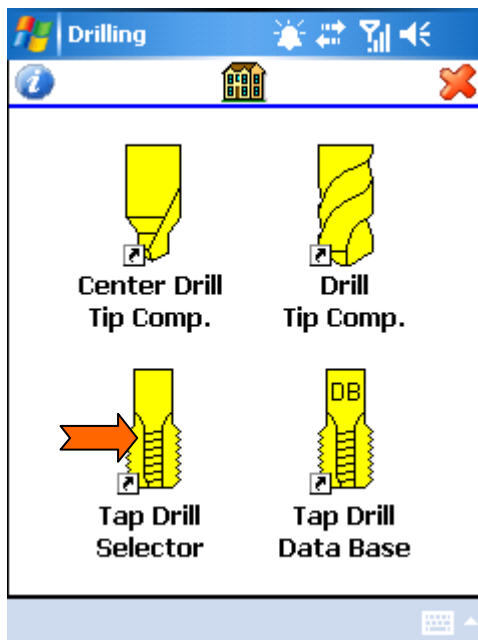 Drilling
i
Center Drill
Tip Comp.
Drill
Tip Comp.
DB
Tap Drill
Selector
Tap Drill
Data Base